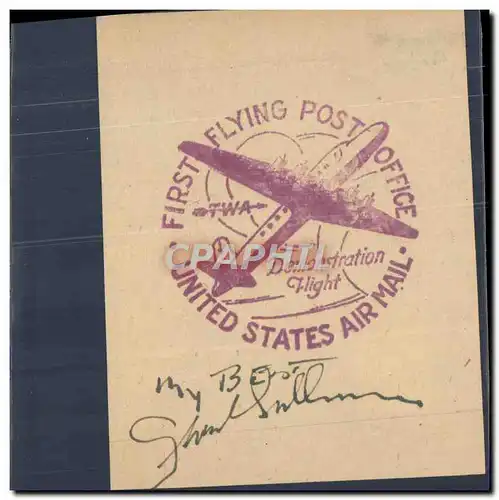 FIRST FLYING POST OFFICE
TWA
CPAPHIL
Demonstration
Flight
UNITED STATES AIR MAIL
My BEST